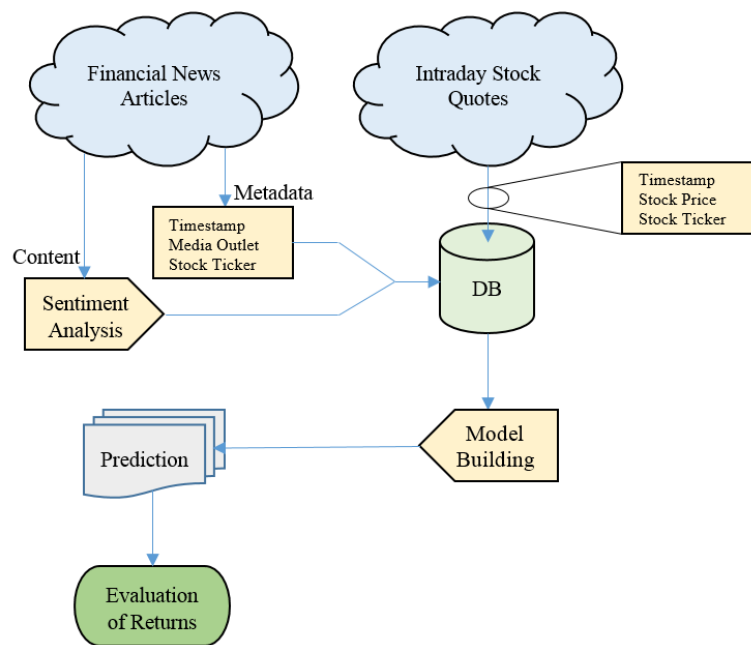 Financial News
Articles
Intraday Stock
Quotes
Metadata
Timestamp
Media Outlet
Stock Ticker
Timestamp
Stock Price
Stock Ticker
Content
Sentiment
Analysis
DB
Model
Building
Prediction
Evaluation
of Returns